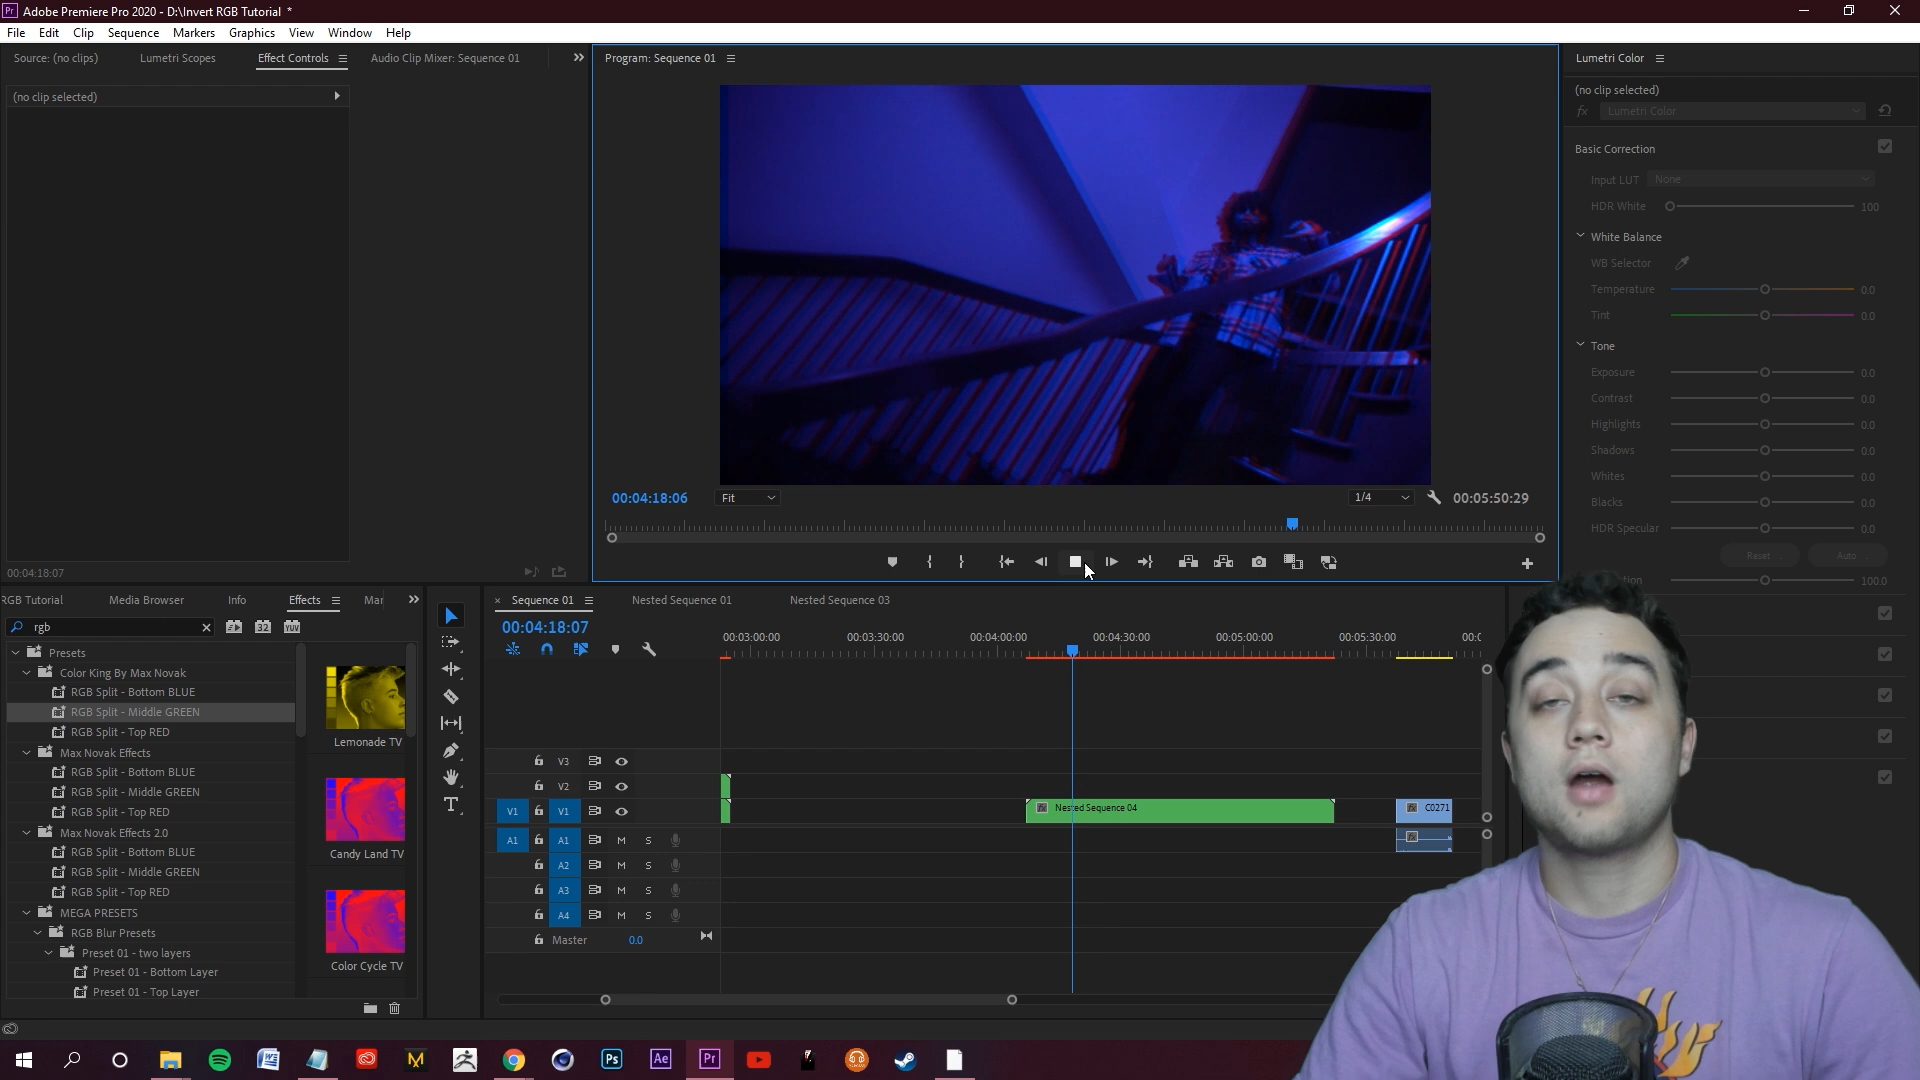 Adobe Premiere Pro 2020 - D:\Invert RGB Tutorial *
File Edit Clip Sequence Markers Graphics View Window Help
Source: (no clips) Lumetri Scopes Effect Controls Audio Clip Mixer: Sequence 01
(no clip selected)
00:04:18:07
Program: Sequence 01
00:04:18:06 Fit 1/4 00:05:50:29
Lumetri Color
(no clip selected)
fx Lumetri Color
Basic Correction
Input LUT None
HDR White 100
White Balance
WB Selector
Temperature 0.0
Tint 0.0
Tone
Exposure 0.0
Contrast 0.0
Highlights 0.0
Shadows 0.0
Whites 0.0
Blacks 0.0
HDR Specular 0.0
Reset Auto
100.0
RGB Tutorial Media Browser Info Effects Mar
rgb
Presets
Color King By Max Novak
RGB Split - Bottom BLUE
RGB Split - Middle GREEN
RGB Split - Top RED
Max Novak Effects
RGB Split - Bottom BLUE
RGB Split - Middle GREEN
RGB Split - Top RED
Max Novak Effects 2.0
RGB Split - Bottom BLUE
RGB Split - Middle GREEN
RGB Split - Top RED
MEGA PRESETS
RGB Blur Presets
Preset 01 - two layers
Preset 01 - Bottom Layer
Preset 01 - Top Layer
Lemonade TV
Candy Land TV
Color Cycle TV
Sequence 01 Nested Sequence 01 Nested Sequence 03
00:04:18:07
00:03:00:00 00:03:30:00 00:04:00:00 00:04:30:00 00:05:00:00 00:05:30:00
V3
V2
V1 V1 Nested Sequence 04 C0271
A1 A1 M S
A2 M S
A3 M S
A4 M S
Master 0.0
Ps Ae Pr